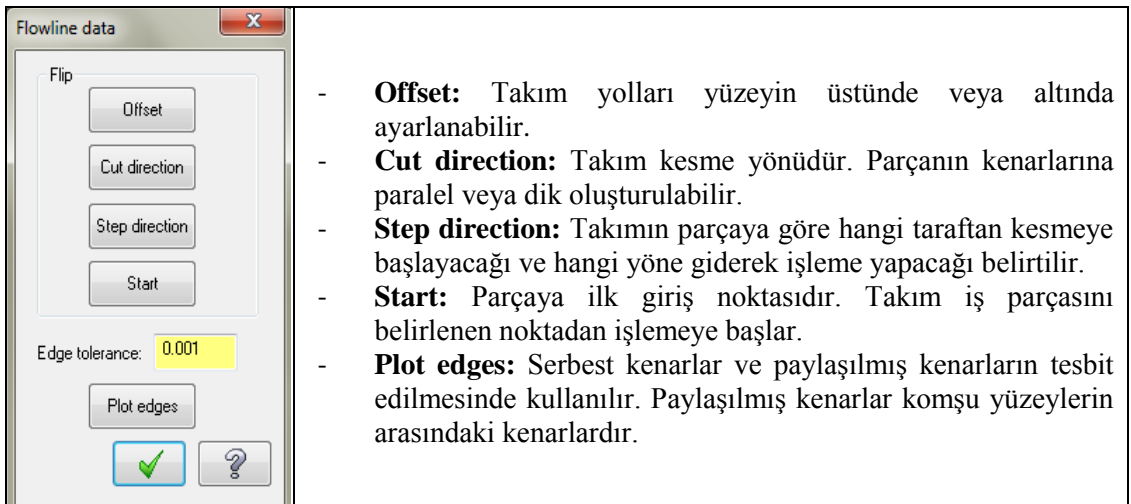 Flowline data
Flip
Offset
Cut direction
Step direction
Start
Edge tolerance: 0.001
Plot edges
- Offset: Takım yolları yüzeyin üstünde veya altında
ayarlanabilir.
- Cut direction: Takım kesme yönüdür. Parçanın kenarlarına
paralel veya dik oluşturulabilir.
- Step direction: Takımın parçaya göre hangi taraftan kesmeye
başlayacağı ve hangi yöne giderek işleme yapacağı belirtilir.
- Start: Parçaya ilk giriş noktasıdır. Takım iş parçasını
belirlenen noktadan işlemeye başlar.
- Plot edges: Serbest kenarlar ve paylaşılmış kenarların tesbit
edilmesinde kullanılır. Paylaşılmış kenarlar komşu yüzeylerin
arasındaki kenarlardır.